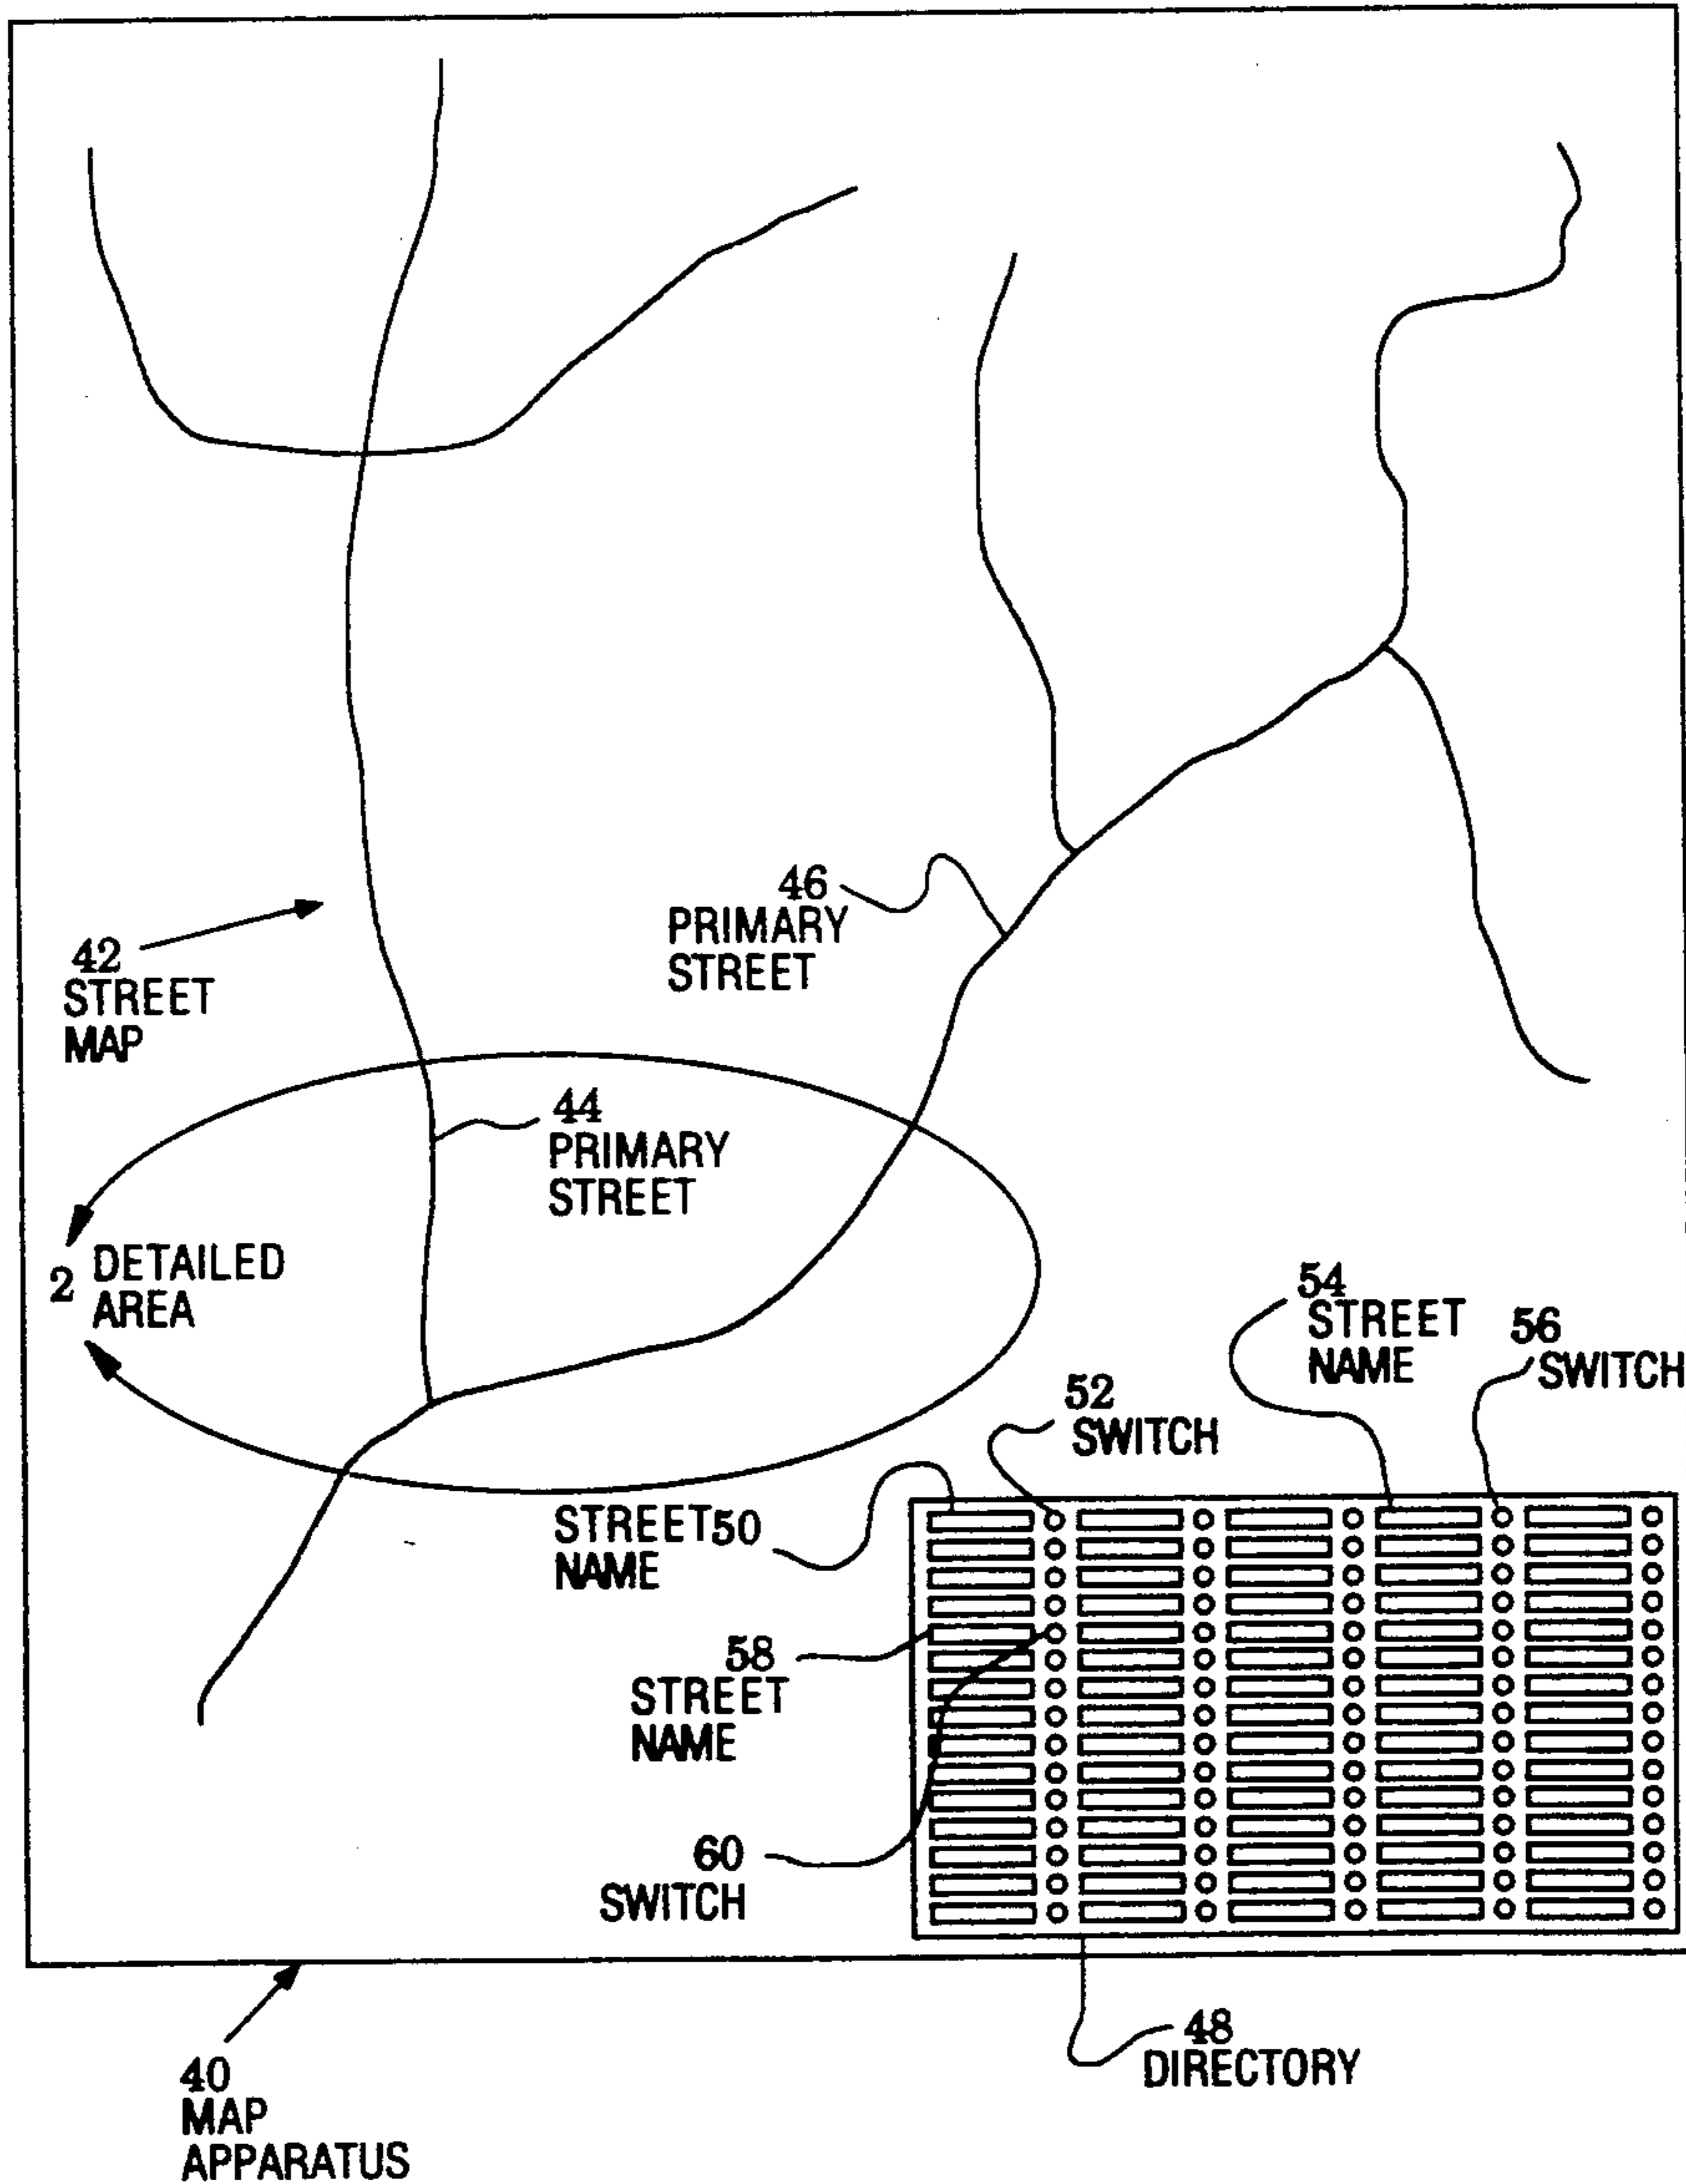 46
PRIMARY
STREET
42
STREET
MAP
44
PRIMARY
STREET
2 DETAILED
AREA
54
STREET
NAME
56
SWITCH
52
SWITCH
STREET 50
NAME
58
STREET
NAME
60
SWITCH
48
DIRECTORY
40
MAP
APPARATUS